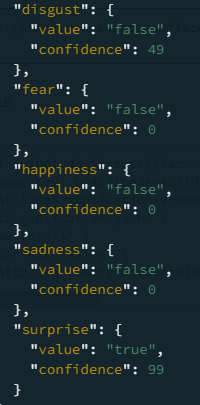 "disgust": {
"value": "false",
"confidence": 49
},
"fear": {
"value": "false",
"confidence": 0
},
"happiness": {
"value": "false",
"confidence": 0
},
"sadness": {
"value": "false",
"confidence": 0
},
"surprise": {
"value": "true",
"confidence": 99
}